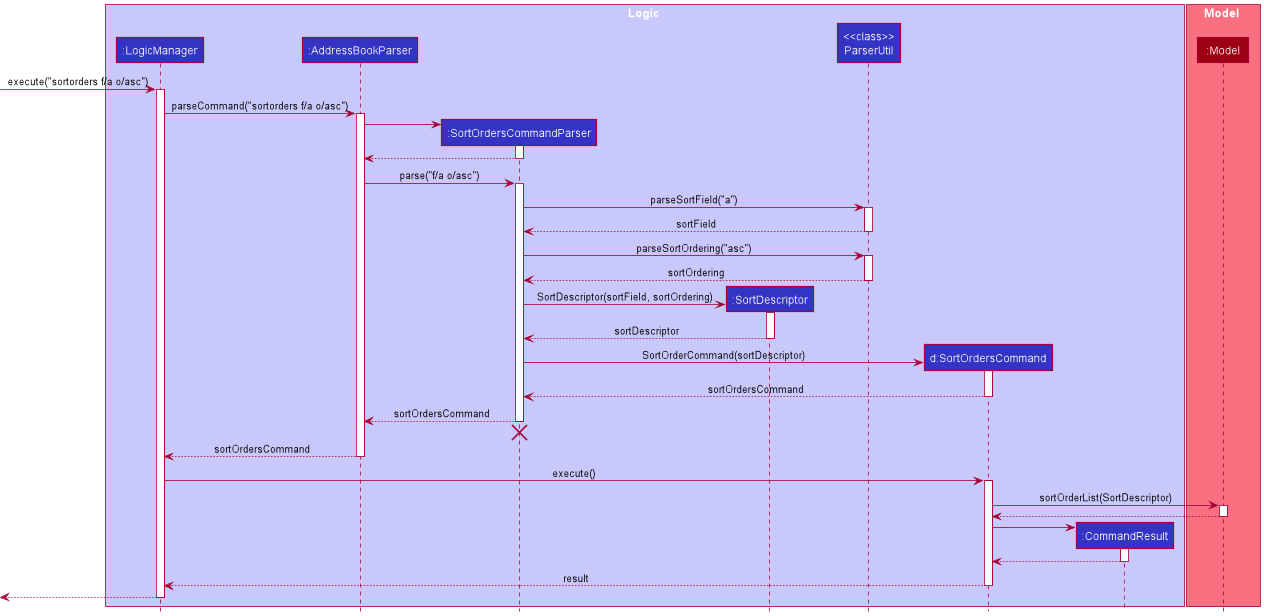 Logic
Model
<<class>>
ParserUtil
:LogicManager
:AddressBookParser
:Model
execute("sortorders f/a o/asc")
parseCommand("sortorders f/a o/asc")
:SortOrdersCommandParser
parse("f/a o/asc")
parseSortField("a")
sortField
parseSortOrdering("asc")
sortOrdering
SortDescriptor(sortField, sortOrdering)
:SortDescriptor
sortDescriptor
SortOrderCommand(sortDescriptor)
d:SortOrdersCommand
sortOrdersCommand
sortOrdersCommand
sortOrdersCommand
execute()
sortOrderList(SortDescriptor)
:CommandResult
result